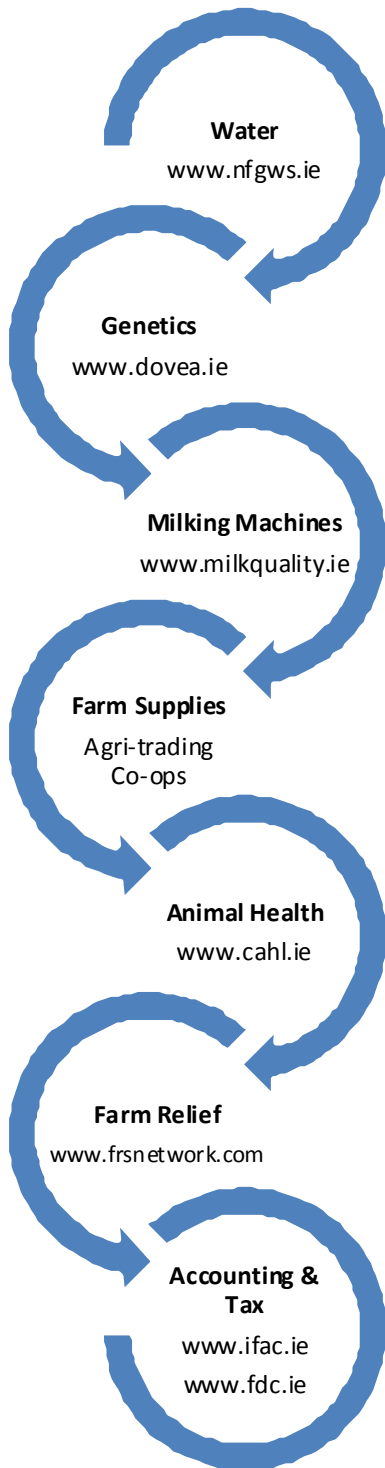 Water
www.nfgws.ie
Genetics
www.dovea.ie
Milking Machines
www.milkquality.ie
Farm Supplies
Agri-trading
Co-ops
Animal Health
www.cahl.ie
Farm Relief
www.frsnetwork.com
Accounting &
Tax
www.ifac.ie
www.fdc.ie